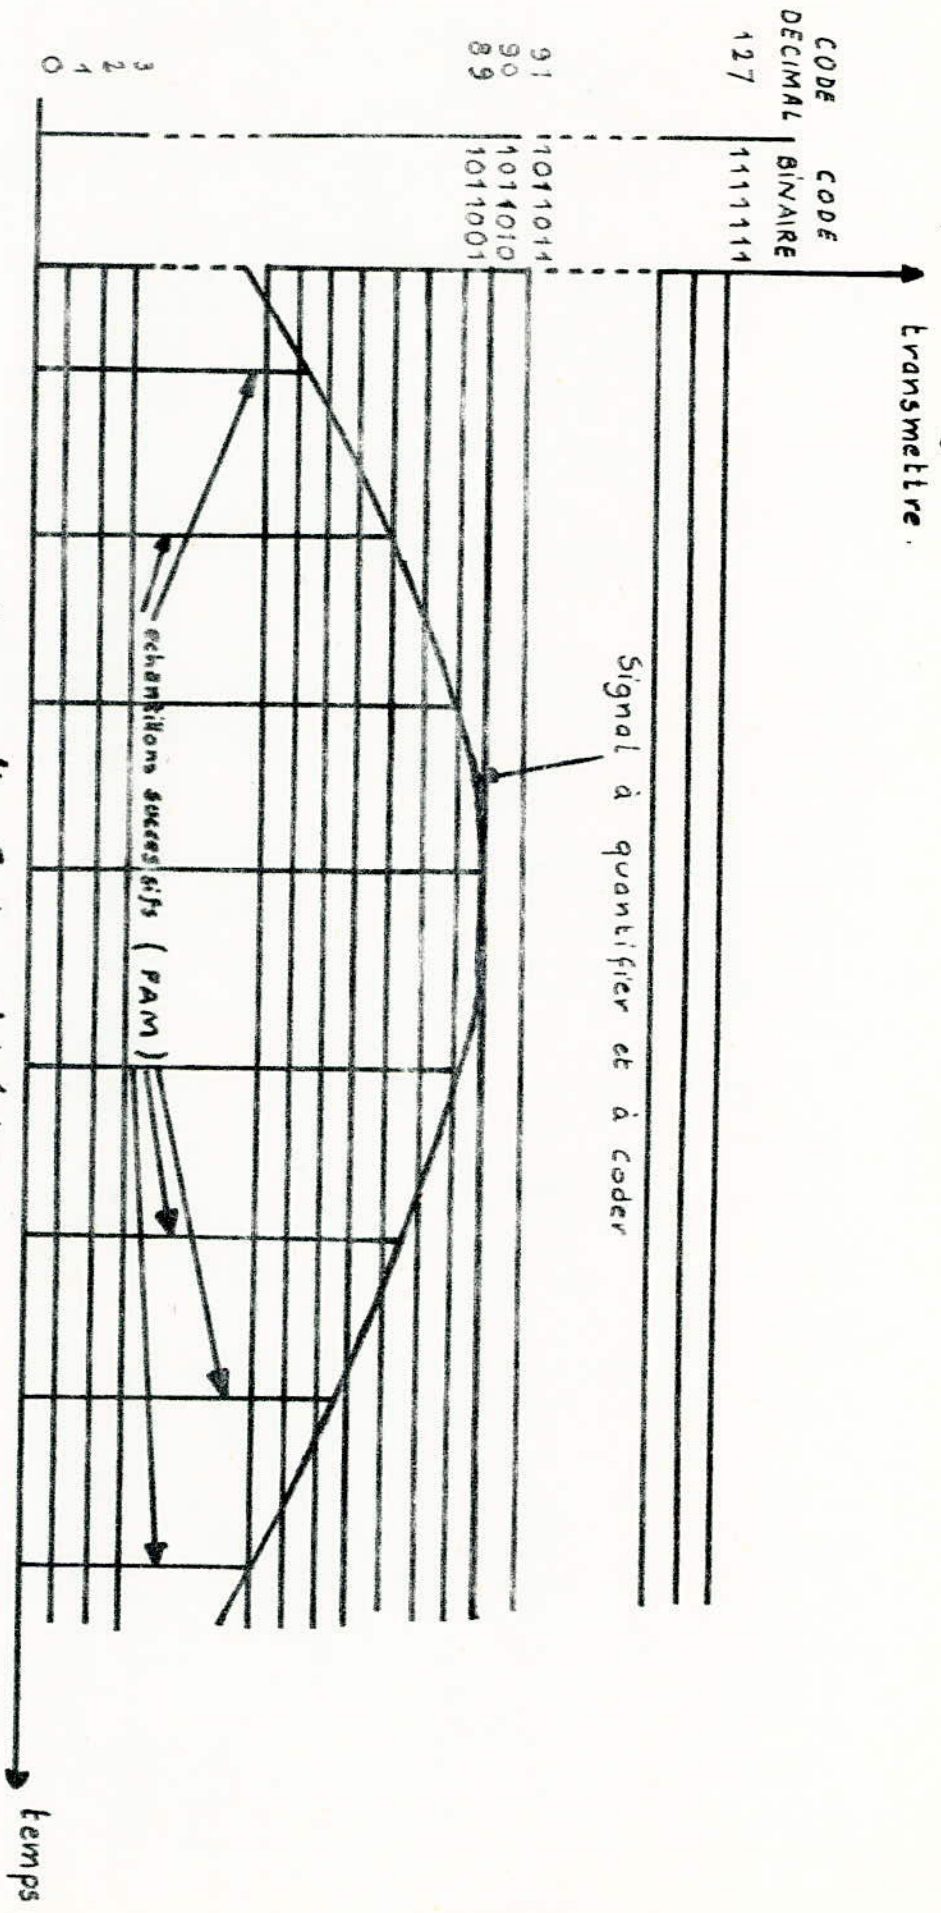 transmettre.
CODE
DECIMAL
CODE
BINAIRE
127
1111111
91
1011011
90
1011010
89
1011001
3
2
1
0
Signal à quantifier et à coder
echantillons successifs (PAM)
temps